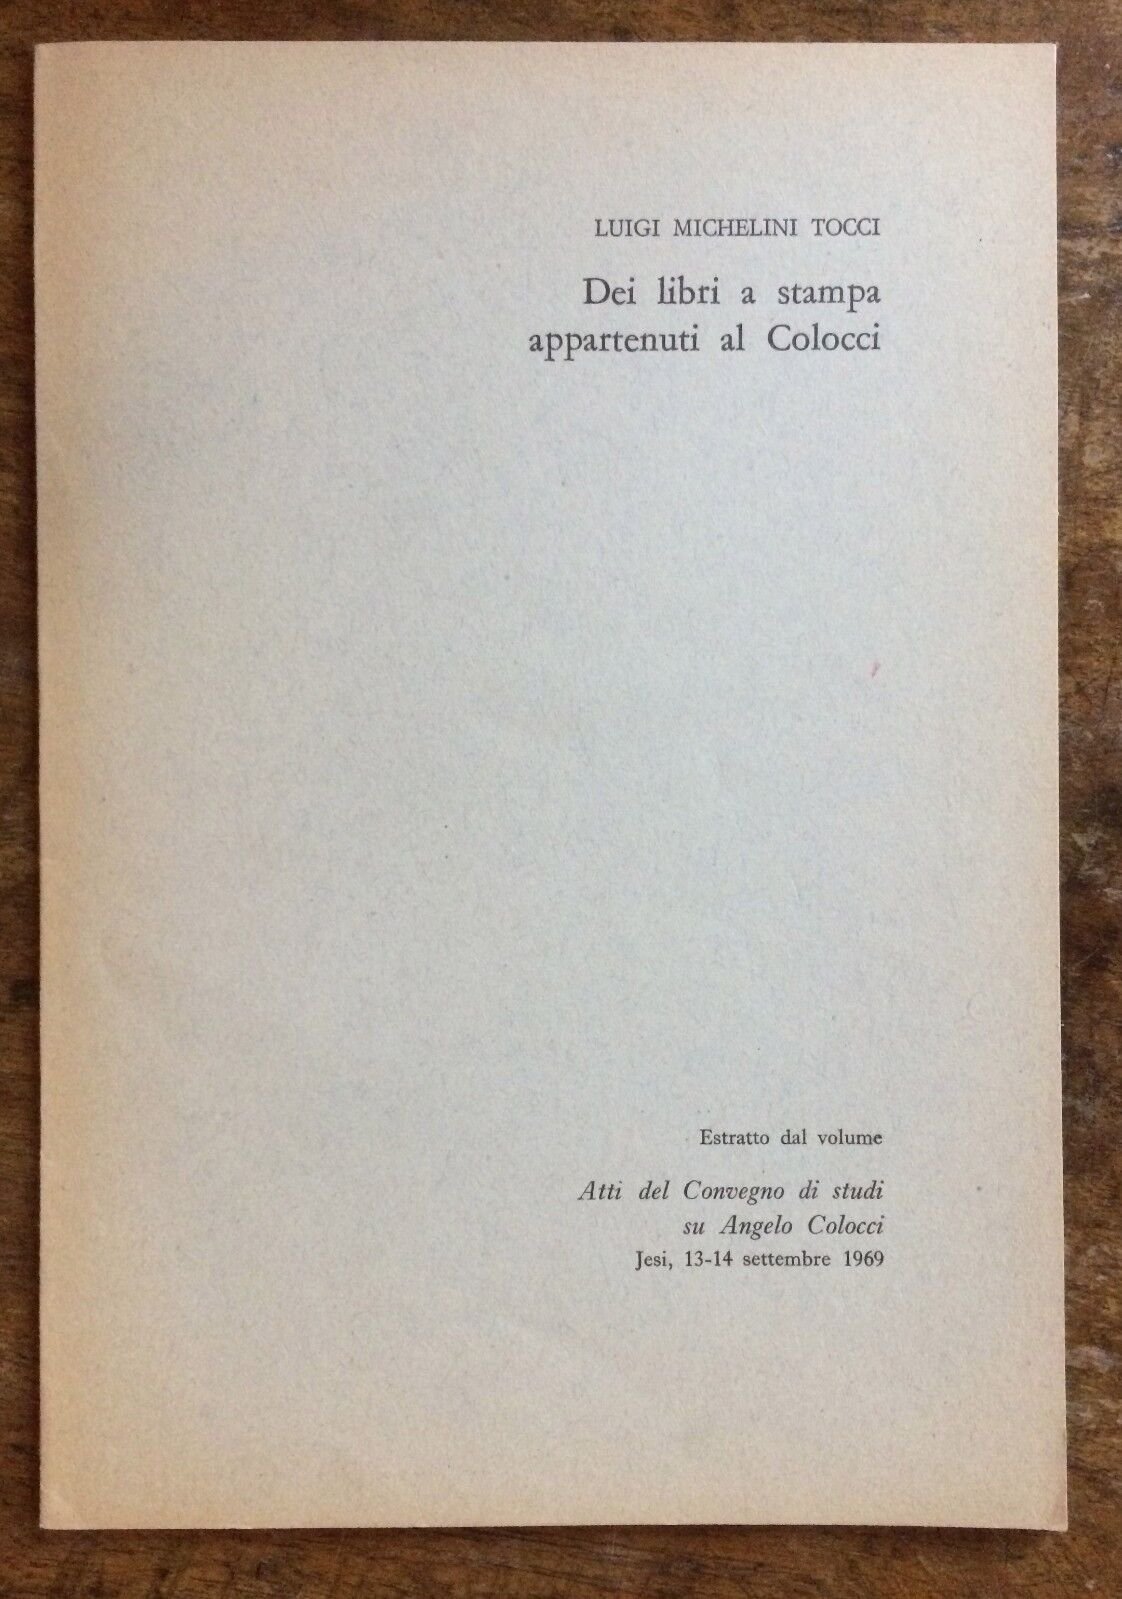 LUIGI MICHELINI TOCCI
Dei libri a stampa
appartenuti al Colocci
Estratto dal volume
Atti del Convegno di studi
su Angelo Colocci
Jesi, 13-14 settembre 1969